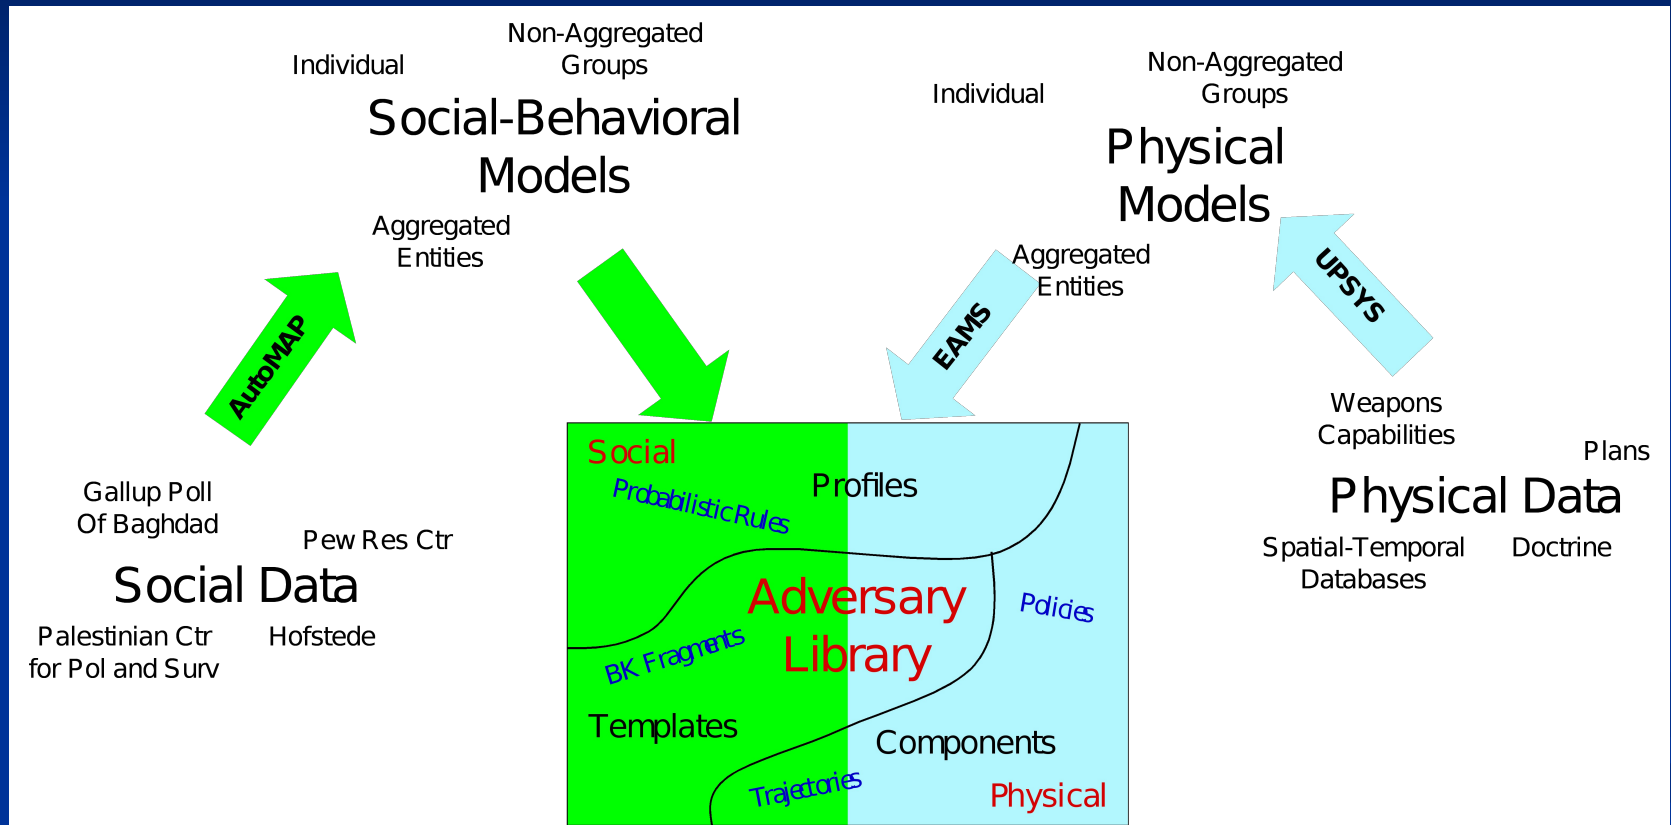 Individual
Non-Aggregated
Groups
Social-Behavioral
Models
Aggregated
Entities
Individual
Non-Aggregated
Groups
Physical
Models
Aggregated
Entities
AutoMAP
EAMS
UPSYS
Gallup Poll
Of Baghdad
Pew Res Ctr
Social Data
Palestinian Ctr
for Pol and Surv
Hofstede
Social
Probabilistic Rules
Profiles
Adversary
Library
Policies
BK Fragments
Templates
Components
Trajectories
Physical
Weapons
Capabilities
Plans
Physical Data
Spatial-Temporal
Databases
Doctrine